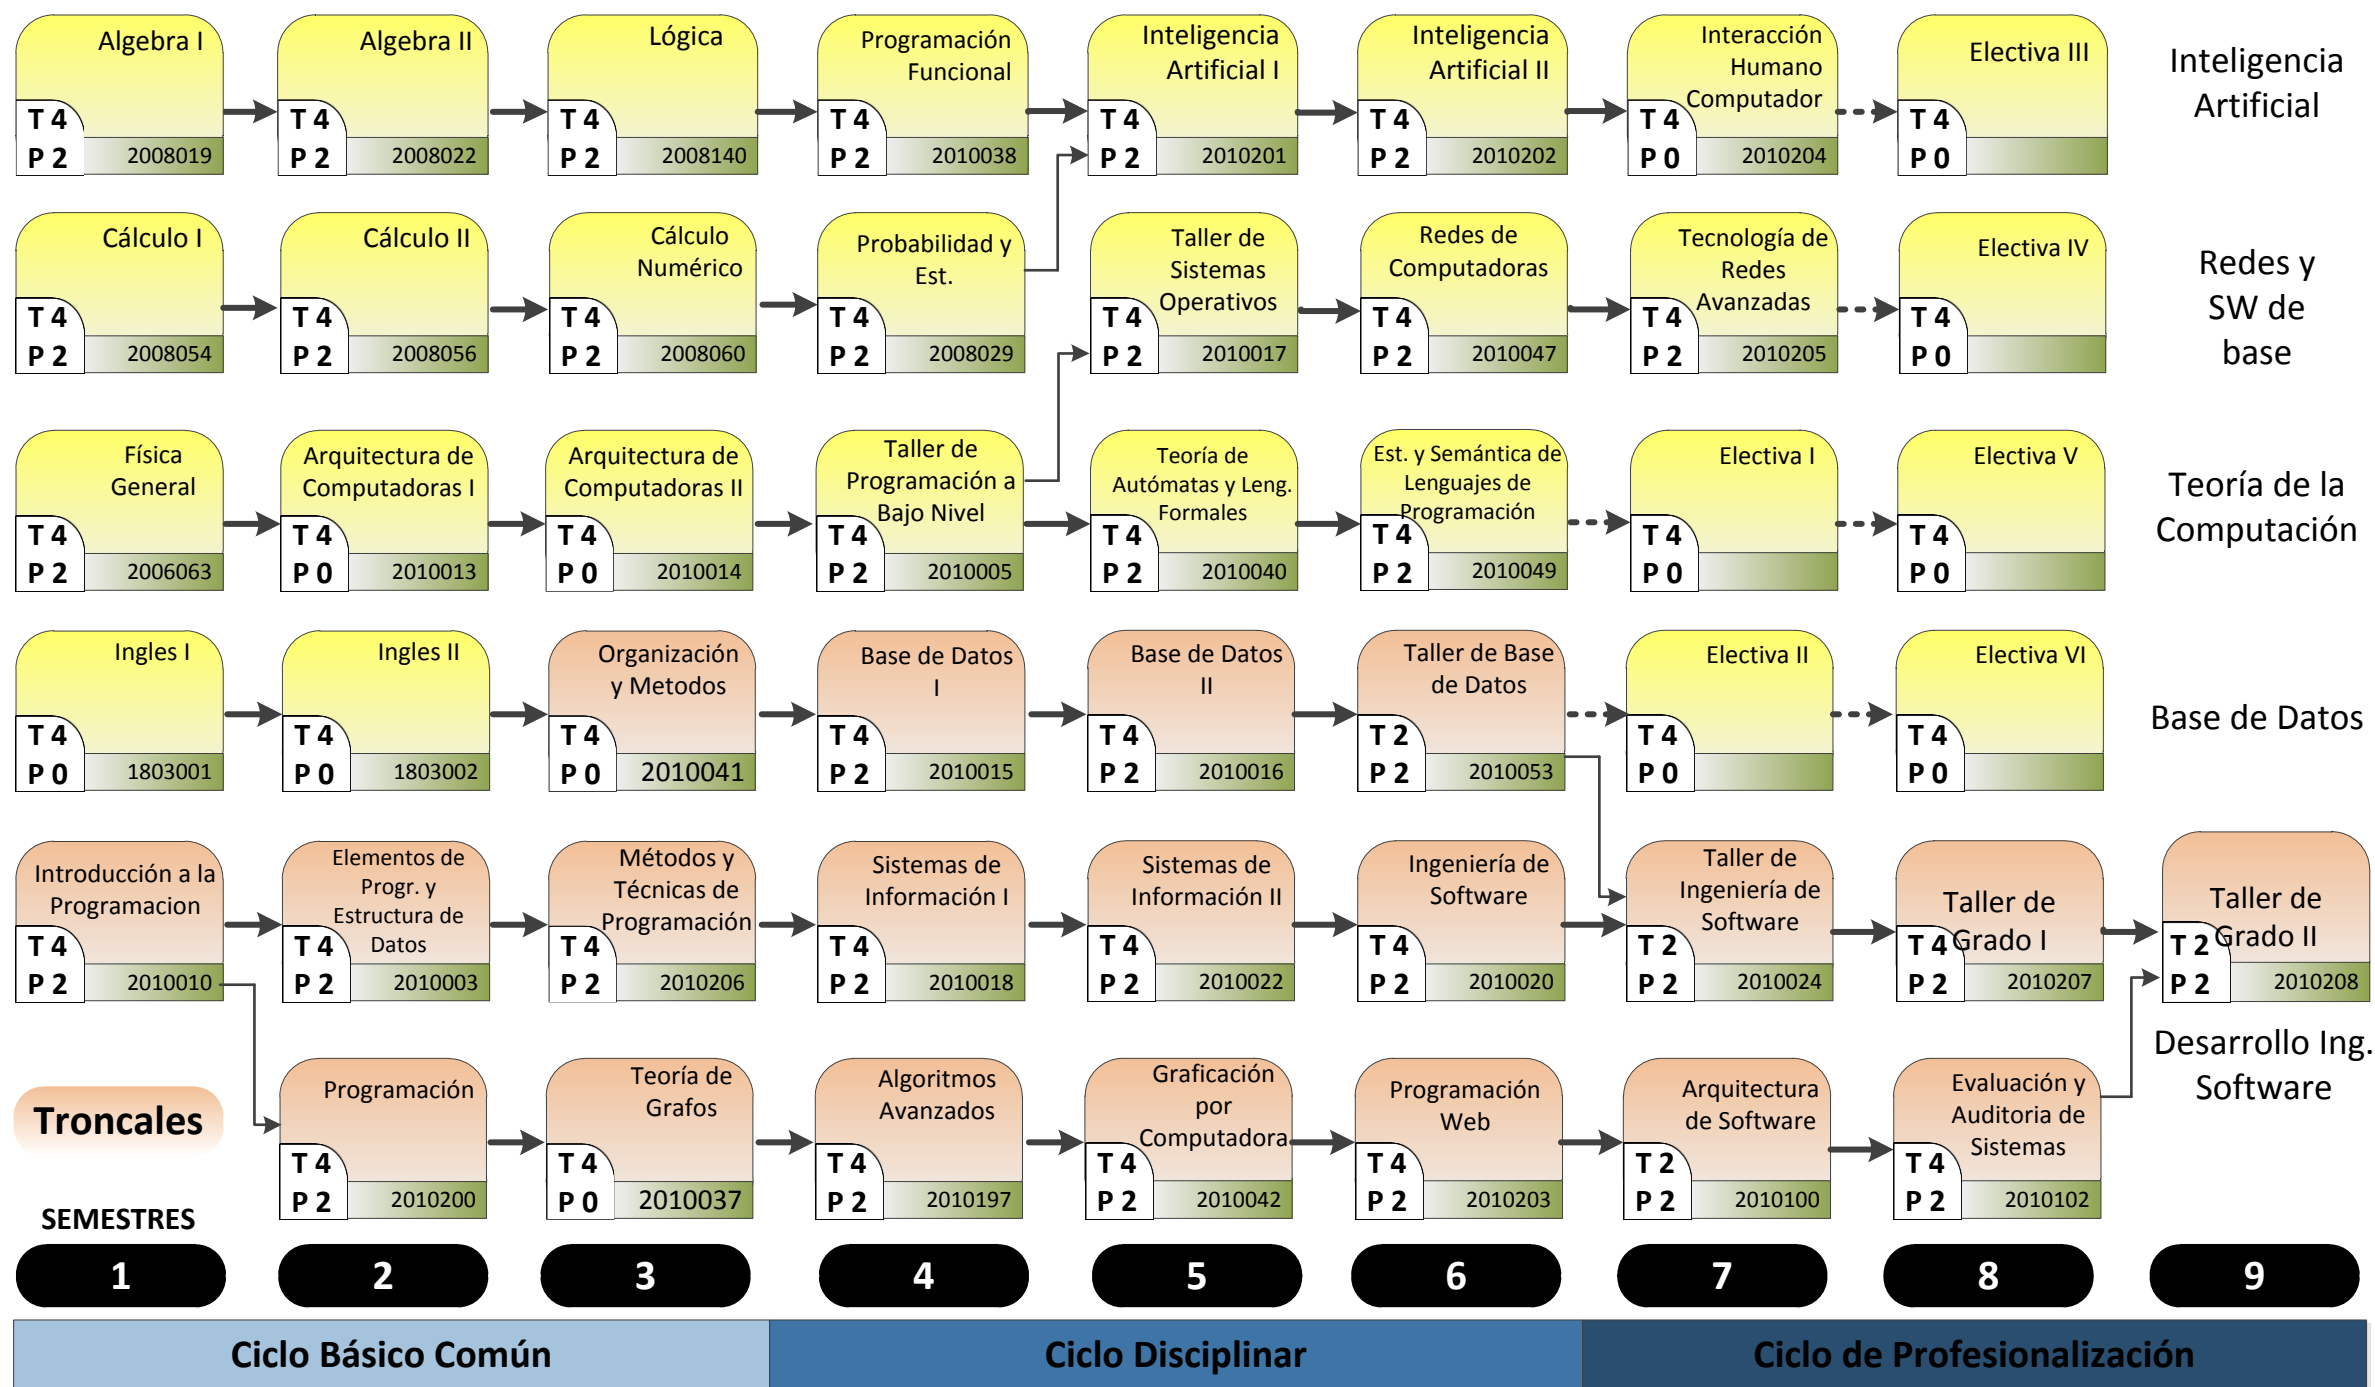 Algebra I
T 4
P 2
2008019
Algebra II
T 4
P 2
2008022
Lógica
T 4
P 2
2008140
Programación
Funcional
T 4
P 2
2010038
Inteligencia
Artificial I
T 4
P 2
2010201
Inteligencia
Artificial II
T 4
P 2
2010202
Interacción
Humano
Computador
T 4
P 0
2010204
Electiva III
T 4
P 0
Inteligencia
Artificial
Cálculo I
T 4
P 2
2008054
Cálculo II
T 4
P 2
2008056
Cálculo
Numérico
T 4
P 2
2008060
Probabilidad y
Est.
T 4
P 2
2008029
Taller de
Sistemas
Operativos
T 4
P 2
2010017
Redes de
Computadoras
T 4
P 2
2010047
Tecnología de
Redes
Avanzadas
T 4
P 2
2010205
Electiva IV
T 4
P 0
Redes y
SW de
base
Física
General
T 4
P 2
2006063
Arquitectura de
Computadoras I
T 4
P 0
2010013
Arquitectura de
Computadoras II
T 4
P 0
2010014
Taller de
Programación a
Bajo Nivel
T 4
P 2
2010005
Teoría de
Autómatas y Leng.
Formales
T 4
P 2
2010040
Est. y Semántica de
Lenguajes de
Programación
T 4
P 2
2010049
Electiva I
T 4
P 0
Electiva V
T 4
P 0
Teoría de la
Computación
Ingles I
T 4
P 0
1803001
Ingles II
T 4
P 0
1803002
Organización
y Metodos
T 4
P 0
2010041
Base de Datos
I
T 4
P 2
2010015
Base de Datos
II
T 4
P 2
2010016
Taller de Base
de Datos
T 2
P 2
2010053
Electiva II
T 4
P 0
Electiva VI
T 4
P 0
Base de Datos
Introducción a la
Programacion
T 4
P 2
2010010
Elementos de
Progr. y
Estructura de
Datos
T 4
P 2
2010003
Métodos y
Técnicas de
Programación
T 4
P 2
2010206
Sistemas de
Información I
T 4
P 2
2010018
Sistemas de
Información II
T 4
P 2
2010022
Ingeniería de
Software
T 4
P 2
2010020
Taller de
Ingeniería de
Software
T 2
P 2
2010024
Taller de
Grado I
T 4
P 2
2010207
Taller de
Grado II
T 2
P 2
2010208
Desarrollo Ing.
Software
Troncales
Programación
T 4
P 2
2010200
Teoría de
Grafos
T 4
P 0
2010037
Algoritmos
Avanzados
T 4
P 2
2010197
Graficación
por
Computadora
T 4
P 2
2010042
Programación
Web
T 4
P 2
2010203
Arquitectura
de Software
T 2
P 2
2010100
Evaluación y
Auditoria de
Sistemas
T 4
P 2
2010102
SEMESTRES
1
2
3
4
5
6
7
8
9
Ciclo Básico Común
Ciclo Disciplinar
Ciclo de Profesionalización